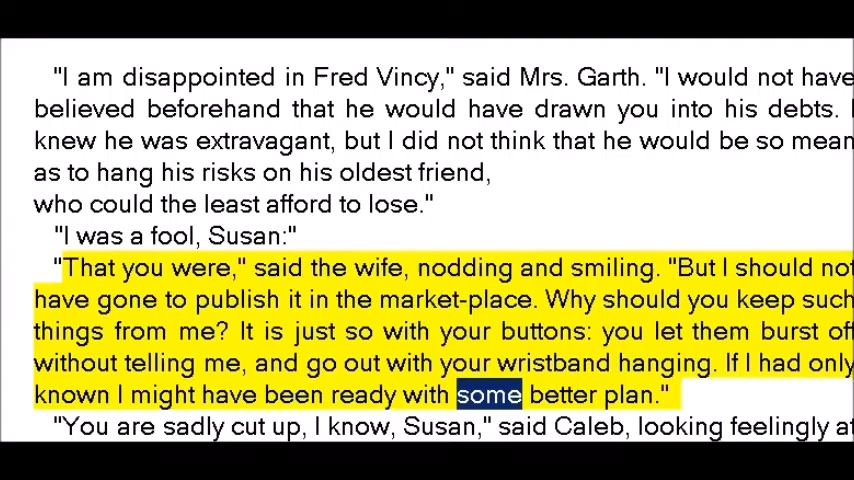 "I am disappointed in Fred Vincy," said Mrs. Garth. "I would not have
believed beforehand that he would have drawn you into his debts. I
knew he was extravagant, but I did not think that he would be so mean
as to hang his risks on his oldest friend,
who could the least afford to lose."
"I was a fool, Susan:"
"That you were," said the wife, nodding and smiling. "But I should not
have gone to publish it in the market-place. Why should you keep such
things from me? It is just so with your buttons: you let them burst off
without telling me, and go out with your wristband hanging. If I had only
known I might have been ready with some better plan."
"You are sadly cut up, I know, Susan," said Caleb, looking feelingly at